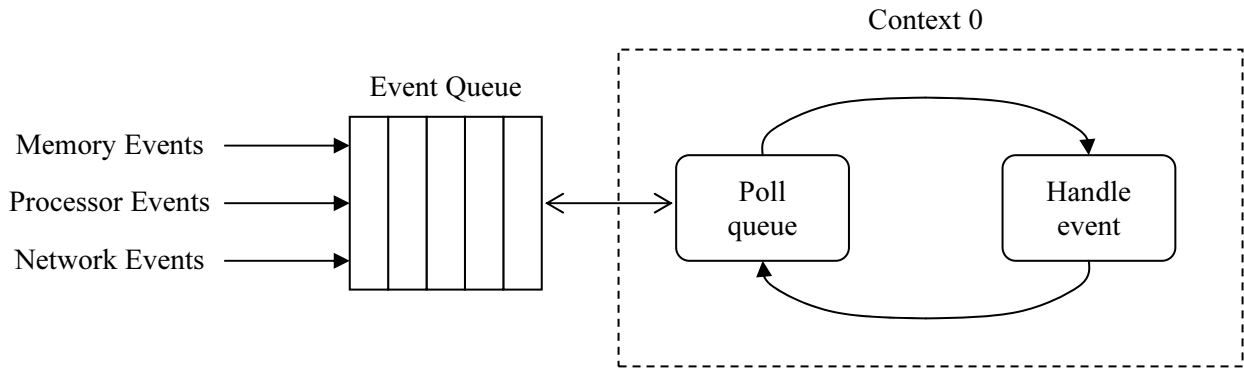 Context 0
Event Queue
Memory Events
Processor Events
Network Events
Poll
queue
Handle
event